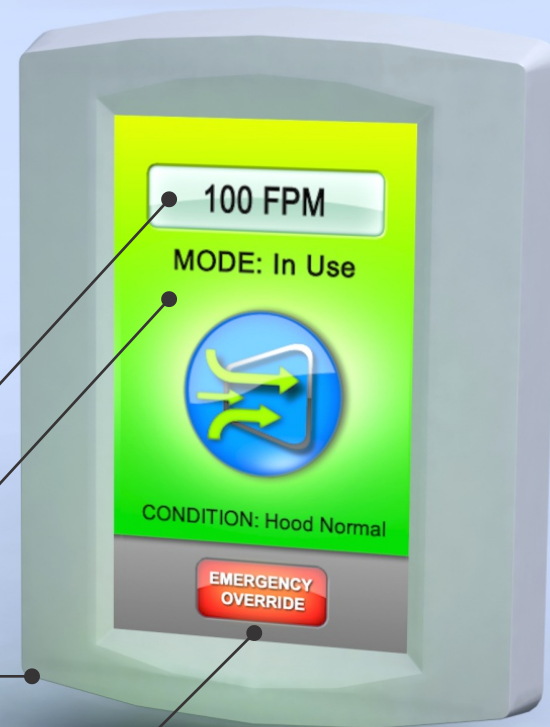 100 FPM
MODE: In Use
CONDITION: Hood Normal
EMERGENCY
OVERRIDE